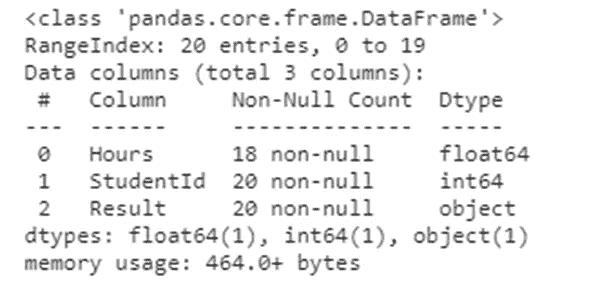 <class 'pandas.core.frame.DataFrame'>
RangeIndex: 20 entries, 0 to 19
Data columns (total 3 columns):
 #   Column     Non-Null Count  Dtype
---  ------     --------------  -----
 0   Hours      18 non-null     float64
 1   StudentId  20 non-null     int64
 2   Result     20 non-null     object
dtypes: float64(1), int64(1), object(1)
memory usage: 464.0+ bytes